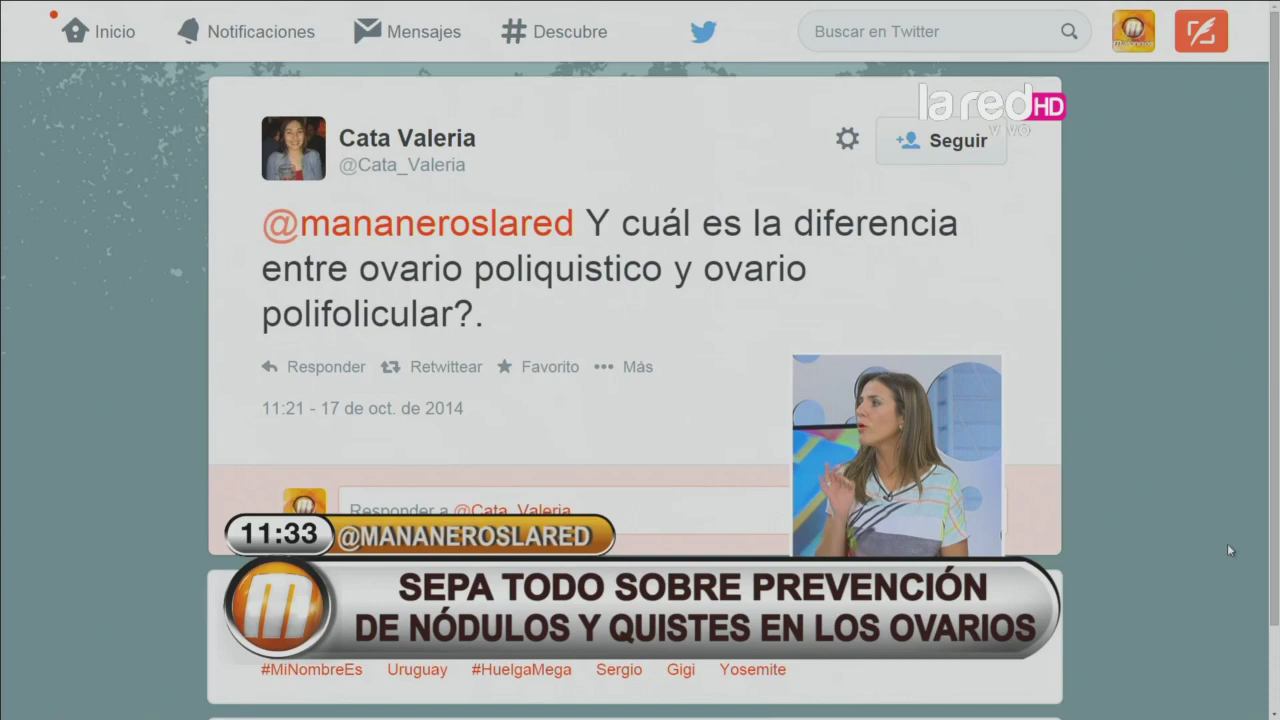 Inicio
Notificaciones
Mensajes
Descubre
Buscar en Twitter
la red HD
vivo
Cata Valeria
@Cata_Valeria
Seguir
@mananeroslared Y cuál es la diferencia
entre ovario poliquistico y ovario
polifolicular?.
Responder
Retwittear
Favorito
Más
11:21 - 17 de oct. de 2014
Responder a @Cata_Valeria
11:33 @MANANEROSLARED
m
SEPA TODO SOBRE PREVENCIÓN
DE NÓDULOS Y QUISTES EN LOS OVARIOS
#MiNombreEs Uruguay #HuelgaMega Sergio Gigi Yosemite